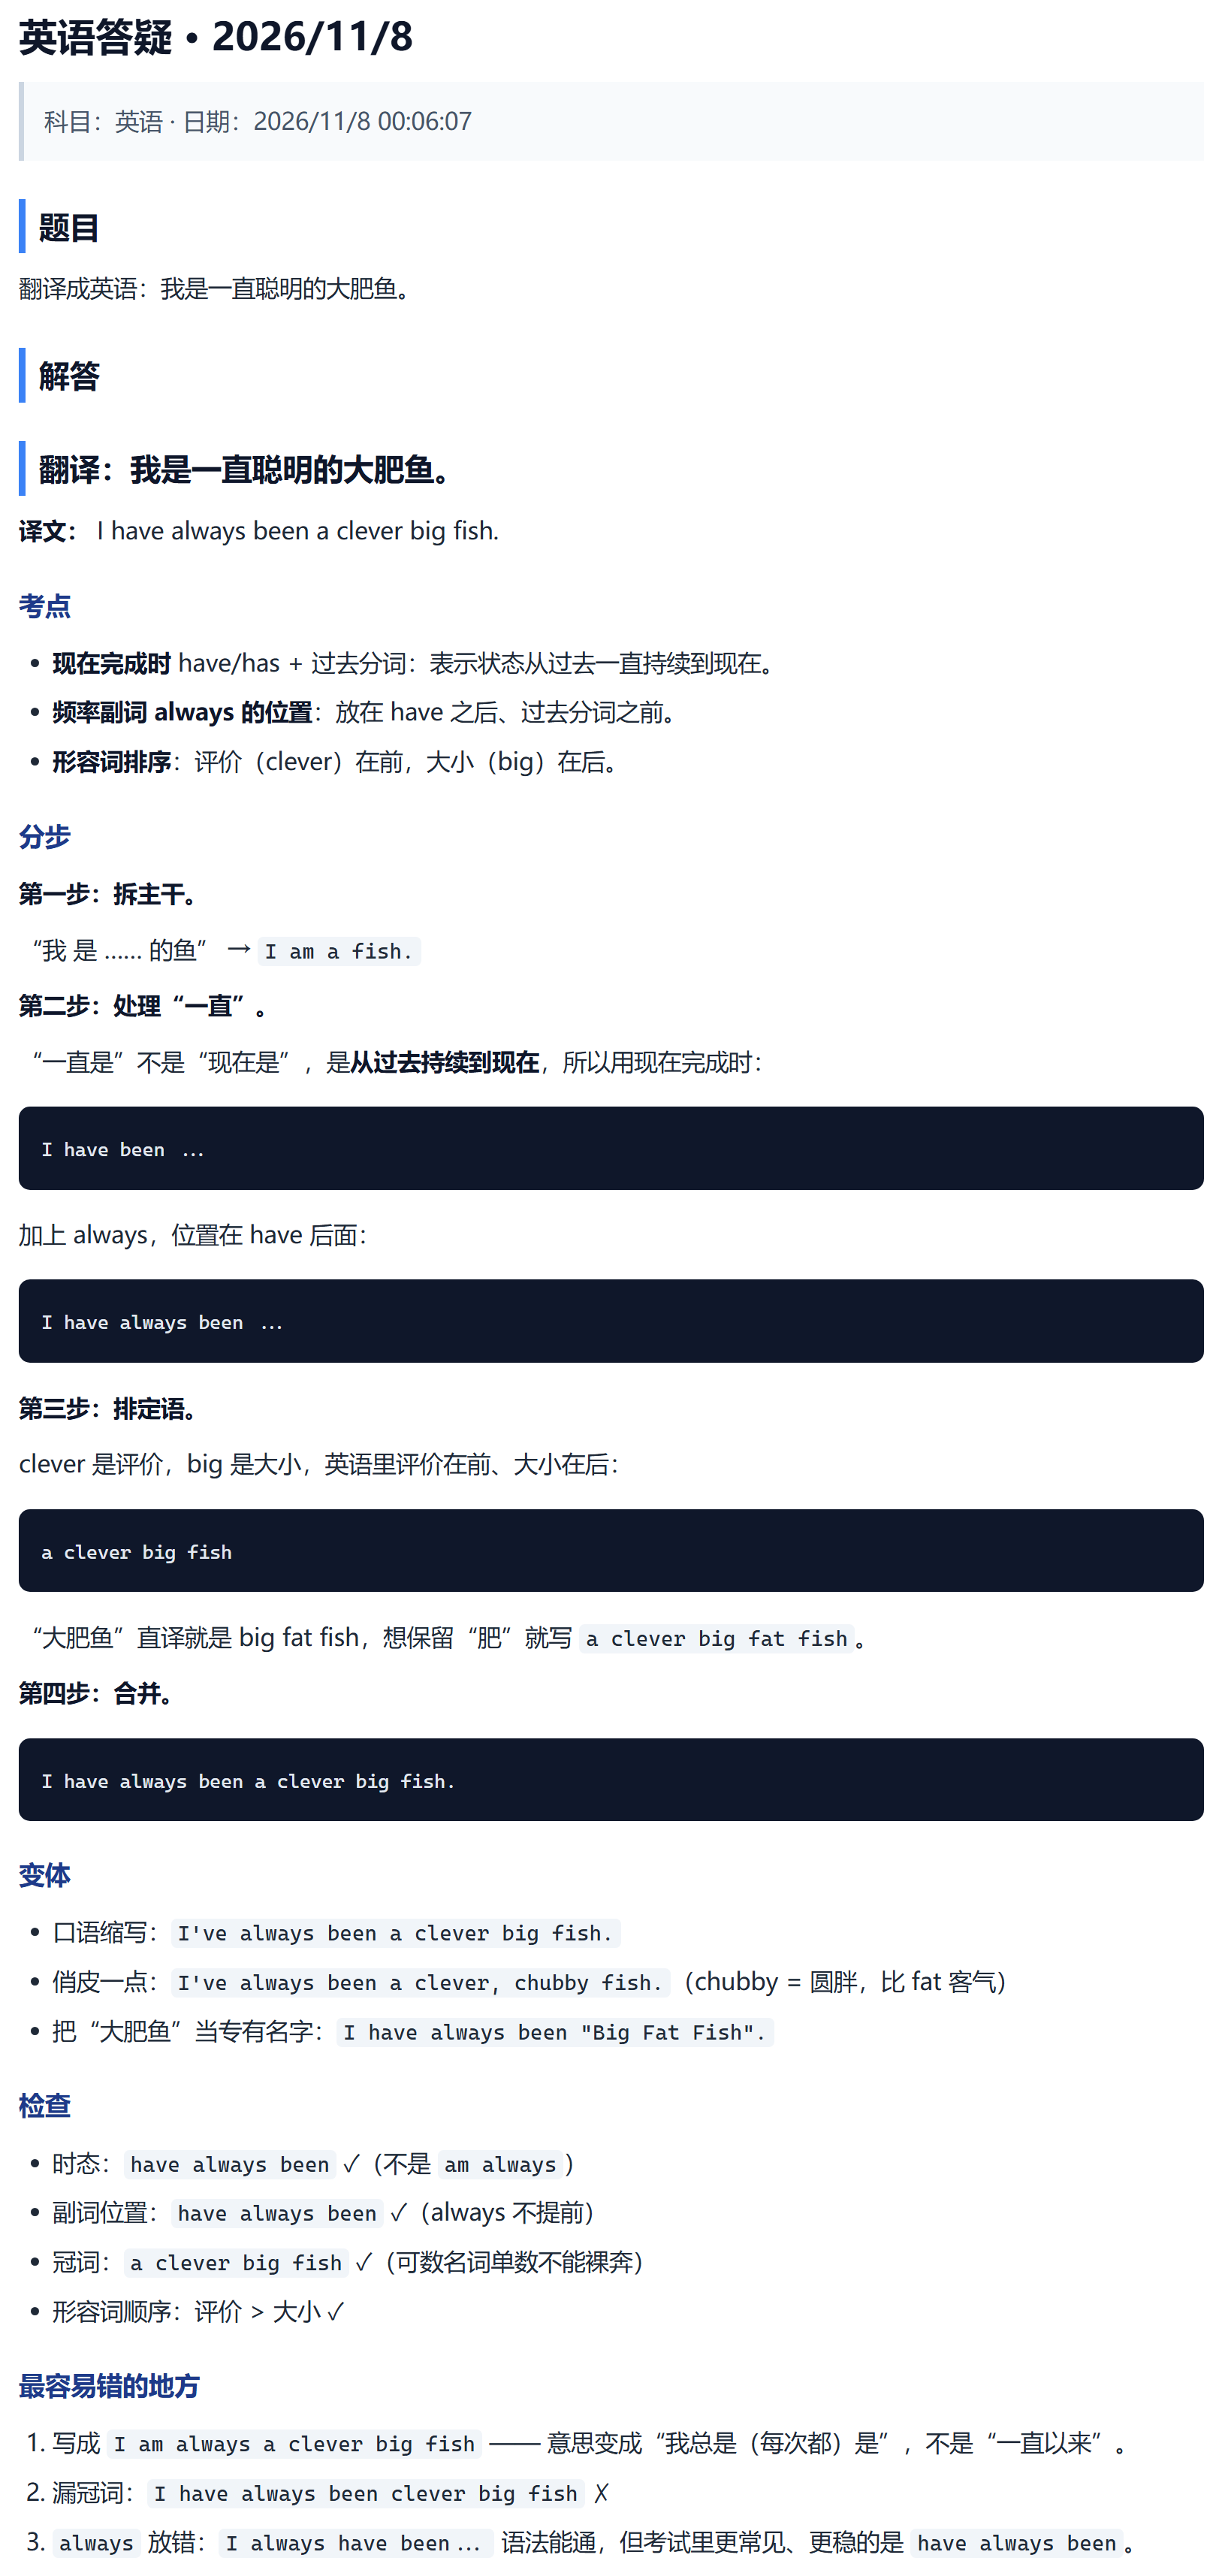 英语答疑 • 2026/11/8
科目：英语 · 日期：2026/11/8 00:06:07
题目
翻译成英语：我是一直聪明的大肥鱼。
解答
翻译：我是一直聪明的大肥鱼。
译文： I have always been a clever big fish.
考点
• 现在完成时 have/has + 过去分词：表示状态从过去一直持续到现在。
• 频率副词 always 的位置：放在 have 之后、过去分词之前。
• 形容词排序：评价（clever）在前，大小（big）在后。
分步
第一步：拆主干。
“我 是 …… 的鱼” → I am a fish.
第二步：处理“一直”。
“一直是”不是“现在是”，是从过去持续到现在，所以用现在完成时：
I have been ...
加上 always，位置在 have 后面：
I have always been ...
第三步：排定语。
clever 是评价，big 是大小，英语里评价在前、大小在后：
a clever big fish
“大肥鱼”直译就是 big fat fish，想保留“肥”就写 a clever big fat fish。
第四步：合并。
I have always been a clever big fish.
变体
• 口语缩写：I've always been a clever big fish.
• 俏皮一点：I've always been a clever, chubby fish.（chubby = 圆胖，比 fat 客气）
• 把“大肥鱼”当专有名字：I have always been "Big Fat Fish".
检查
• 时态：have always been ✓（不是 am always）
• 副词位置：have always been ✓（always 不提前）
• 冠词：a clever big fish ✓（可数名词单数不能裸奔）
• 形容词顺序：评价 > 大小 ✓
最容易错的地方
1. 写成 I am always a clever big fish —— 意思变成“我总是（每次都）是”，不是“一直以来”。
2. 漏冠词：I have always been clever big fish ✗
3. always 放错：I always have been... 语法能通，但考试里更常见、更稳的是 have always been。